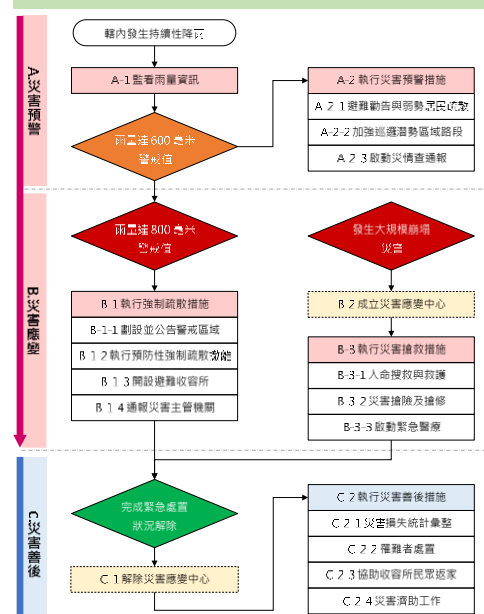 A.災害預警
轄內發生持續性降雨
A-1 監看雨量資訊
雨量達 600 毫米
警戒值
A-2 執行災害預警措施
A-2-1 避難勸告與弱勢居民疏散
A-2-2 加強巡邏潛勢區域路段
A-2-3 啟動災情查通報
B.災害應變
雨量達 800 毫米
警戒值
B-1 執行強制疏散措施
B-1-1 劃設並公告警戒區域
B-1-2 執行預防性強制疏散撤離
B-1-3 開設避難收容所
B-1-4 通報災害主管機關
發生大規模崩塌
災害
B-2 成立災害應變中心
B-3 執行災害搶救措施
B-3-1 人命搜救與救護
B-3-2 災害搶險及搶修
B-3-3 啟動緊急醫療
C.災害善後
完成緊急處置
狀況解除
C-1 解除災害應變中心
C-2 執行災害善後措施
C-2-1 災害損失統計彙整
C-2-2 罹難者處置
C-2-3 協助收容所民眾返家
C-2-4 災害濟助工作